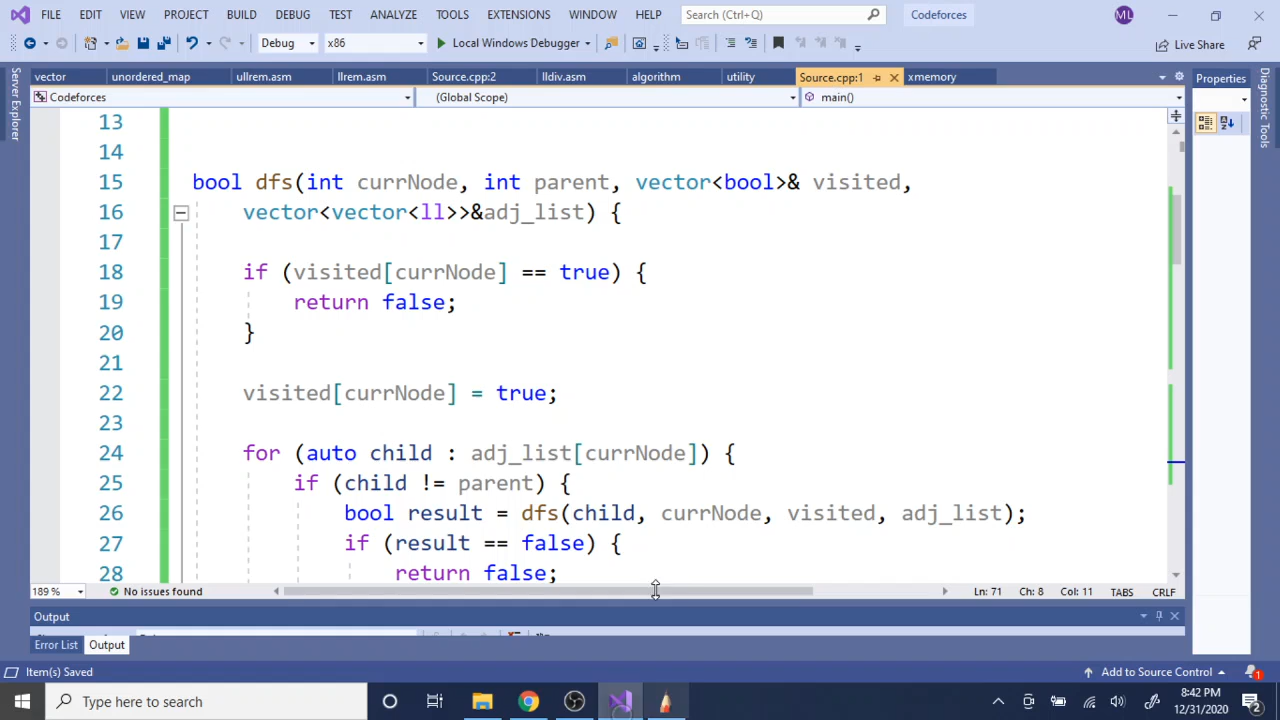 FILE EDIT VIEW PROJECT BUILD DEBUG TEST ANALYZE TOOLS EXTENSIONS WINDOW HELP Search (Ctrl+Q) Codeforces ML
Debug x86 Local Windows Debugger Live Share
vector unordered_map ullrem.asm llrem.asm Source.cpp:2 lldiv.asm algorithm utility Source.cpp:1 xmemory Properties
Server Explorer
Diagnostic Tools
Codeforces (Global Scope) main()
13
14
15 bool dfs(int currNode, int parent, vector<bool>& visited,
16 vector<vector<ll>>&adj_list) {
17
18 if (visited[currNode] == true) {
19 return false;
20 }
21
22 visited[currNode] = true;
23
24 for (auto child : adj_list[currNode]) {
25 if (child != parent) {
26 bool result = dfs(child, currNode, visited, adj_list);
27 if (result == false) {
28 return false;
189 % No issues found Ln: 71 Ch: 8 Col: 11 TABS CRLF
Output
Error List Output
Item(s) Saved Add to Source Control 1
Type here to search 8:42 PM
12/31/2020 2